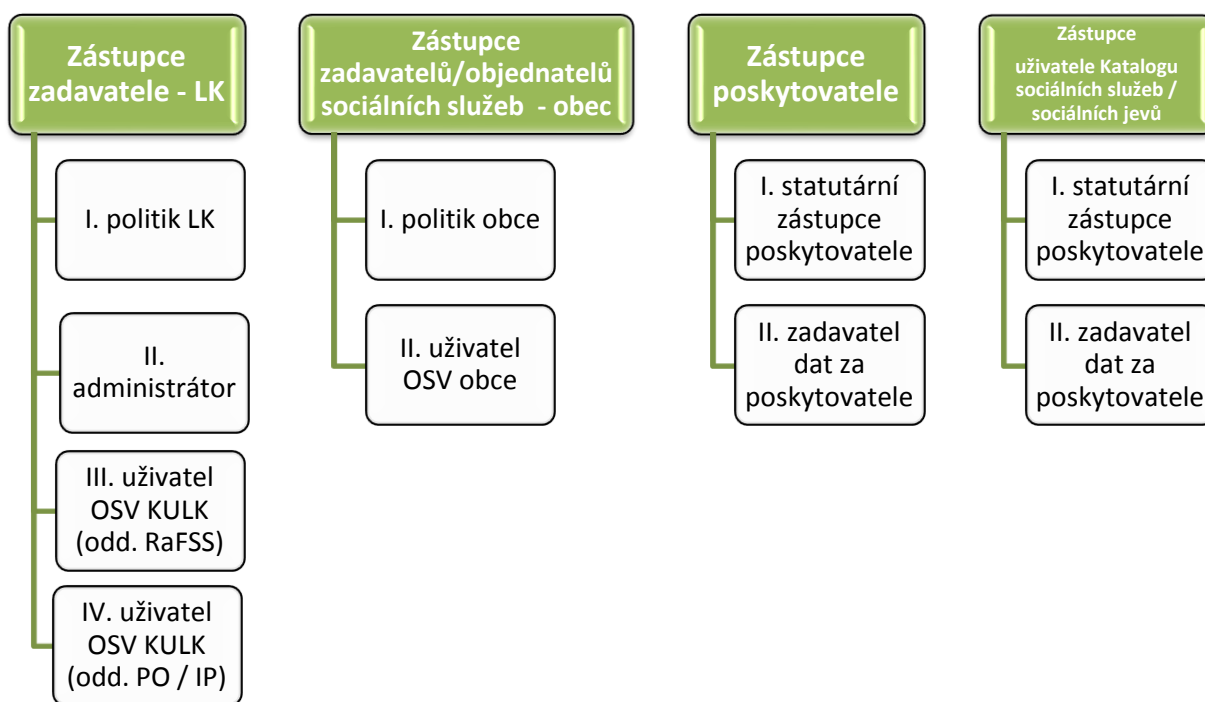 Zástupce
zadavatele - LK
I. politik LK
II.
administrátor
III. uživatel
OSV KULK
(odd. RaFSS)
IV. uživatel
OSV KULK
(odd. PO / IP)
Zástupce
zadavatelů/objednatelů
sociálních služeb - obec
I. politik obce
II. uživatel
OSV obce
Zástupce
poskytovatele
I. statutární
zástupce
poskytovatele
II. zadavatel
dat za
poskytovatele
Zástupce
uživatele Katalogu
sociálních služeb /
sociálních jevů
I. statutární
zástupce
poskytovatele
II. zadavatel
dat za
poskytovatele